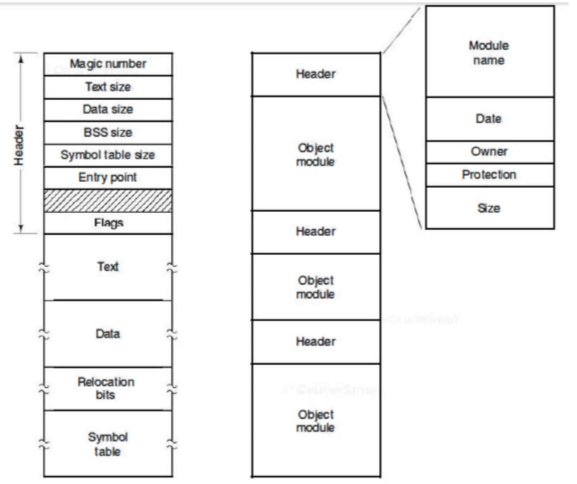 Header
Magic number
Text size
Data size
BSS size
Symbol table size
Entry point
Flags
Text
Data
Relocation
bits
Symbol
table
Header
Object
module
Header
Object
module
Header
Object
module
Module
name
Date
Owner
Protection
Size